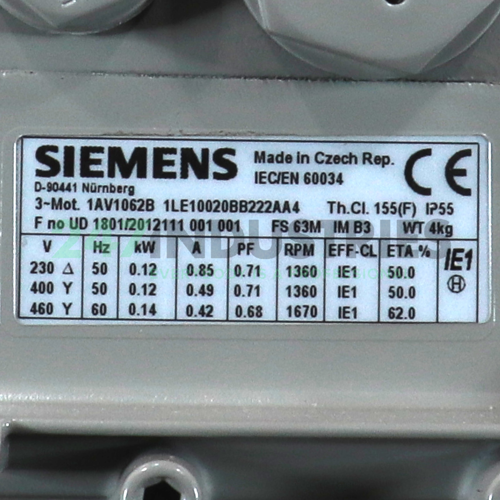 SIEMENS Made in Czech Rep. CE
D-90441 Nürnberg IEC/EN 60034
3~Mot. 1AV1062B 1LE10020BB222AA4 Th.Cl. 155(F) IP55
F no UD 1801/2012111 001 001 FS 63M IM B3 WT 4kg
V Hz kW A PF RPM EFF-CL ETA % IE1
230 Δ 50 0.12 0.85 0.71 1360 IE1 50.0
400 Y 50 0.12 0.49 0.71 1360 IE1 50.0
460 Y 60 0.14 0.42 0.68 1670 IE1 62.0
H